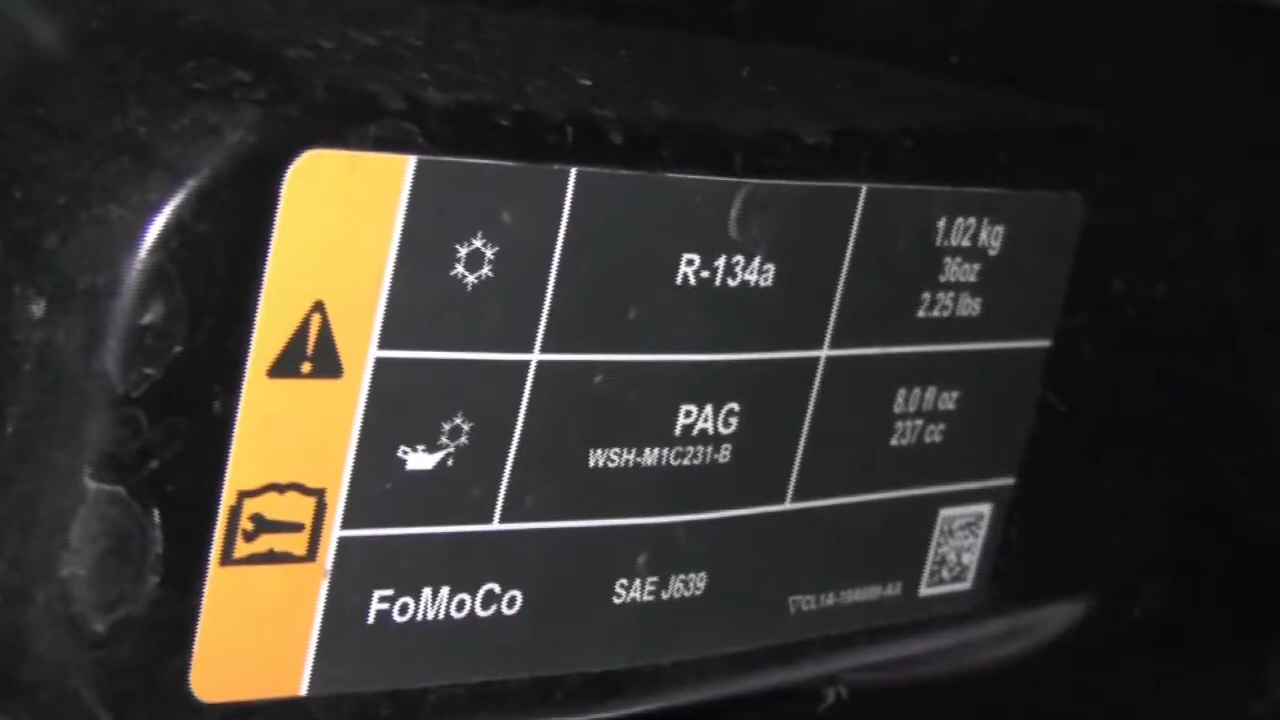 R-134a
1.02 kg
36oz
2.25 lbs
PAG
WSH-M1C231-B
8.0 fl oz
237 cc
FoMoCo
SAE J639